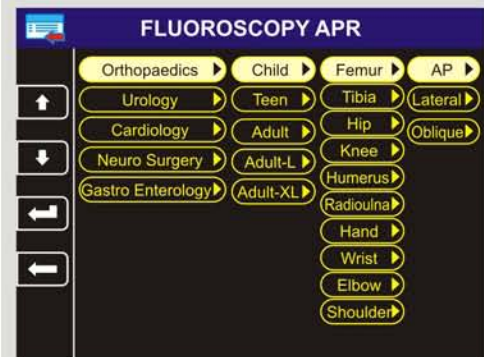 FLUOROSCOPY APR
Orthopaedics Child Femur AP
Urology Teen Tibia Lateral
Cardiology Adult Hip Oblique
Neuro Surgery Adult-L Knee
Gastro Enterology Adult-XL Humerus
Radioulna
Hand
Wrist
Elbow
Shoulder